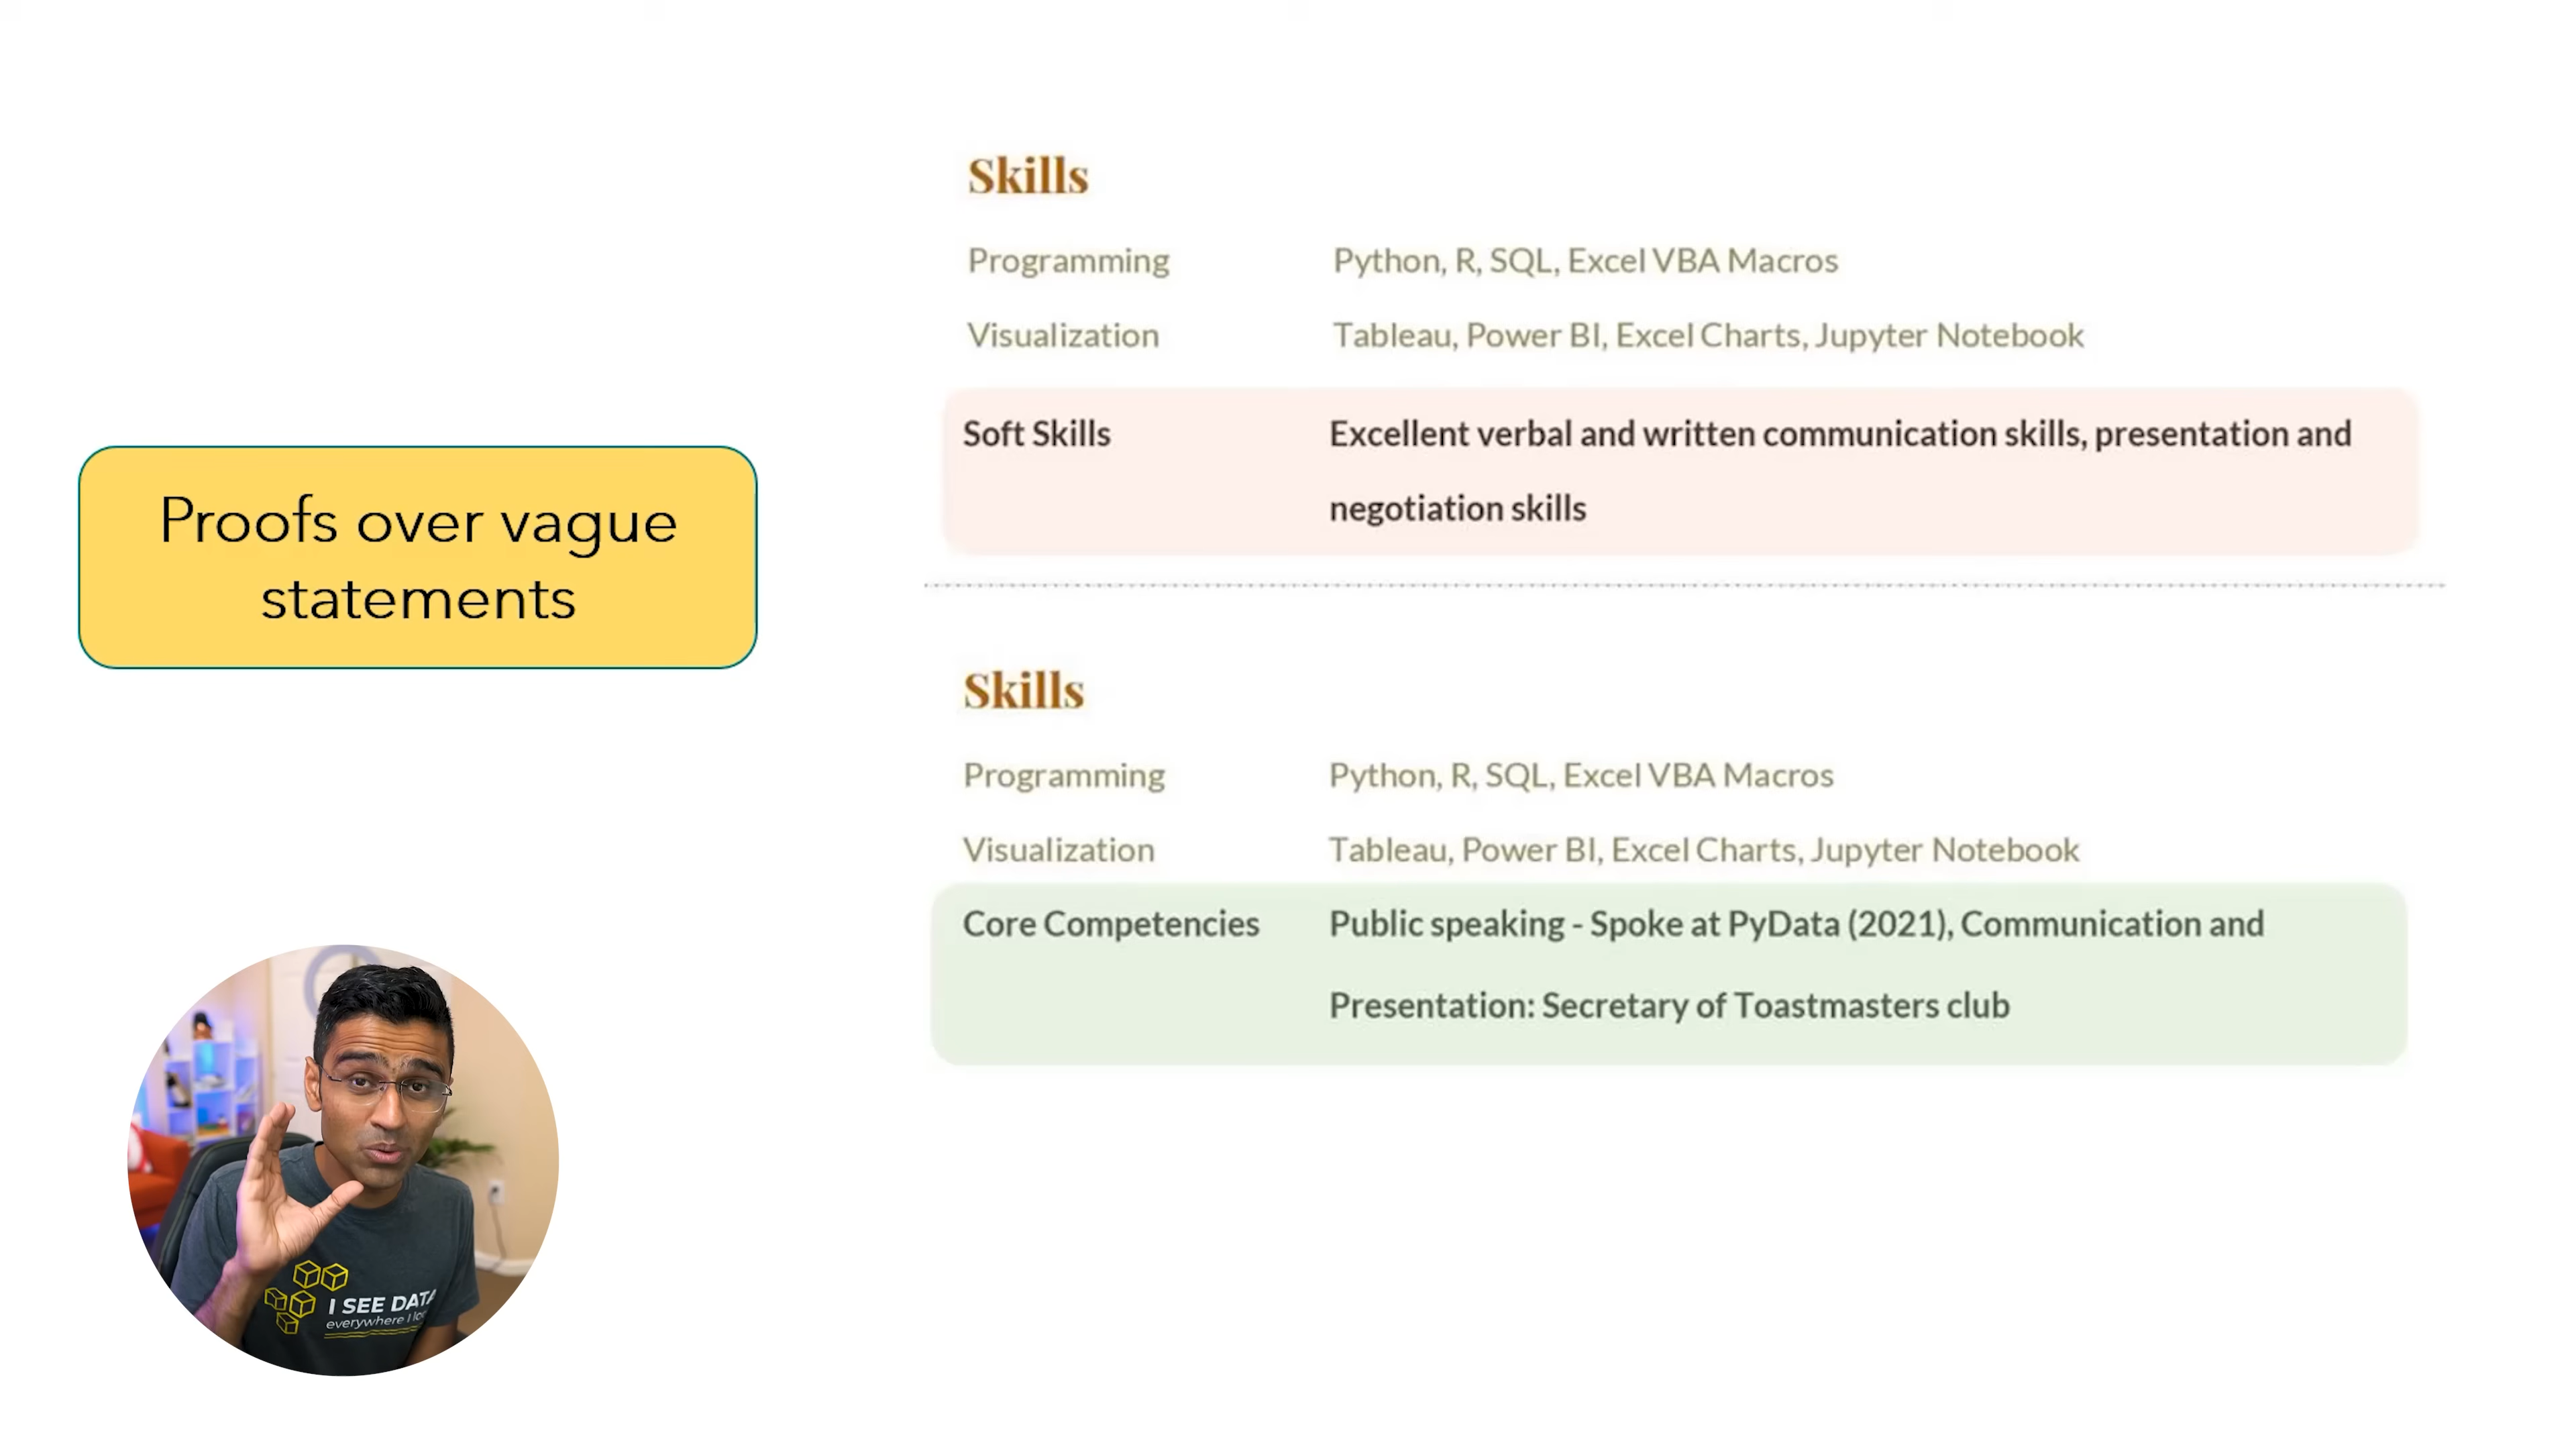 Proofs over vague
statements
Skills
Programming Python, R, SQL, Excel VBA Macros
Visualization Tableau, Power BI, Excel Charts, Jupyter Notebook
Soft Skills Excellent verbal and written communication skills, presentation and
negotiation skills
Skills
Programming Python, R, SQL, Excel VBA Macros
Visualization Tableau, Power BI, Excel Charts, Jupyter Notebook
Core Competencies Public speaking - Spoke at PyData (2021), Communication and
Presentation: Secretary of Toastmasters club
I SEE DATA
everywhere I